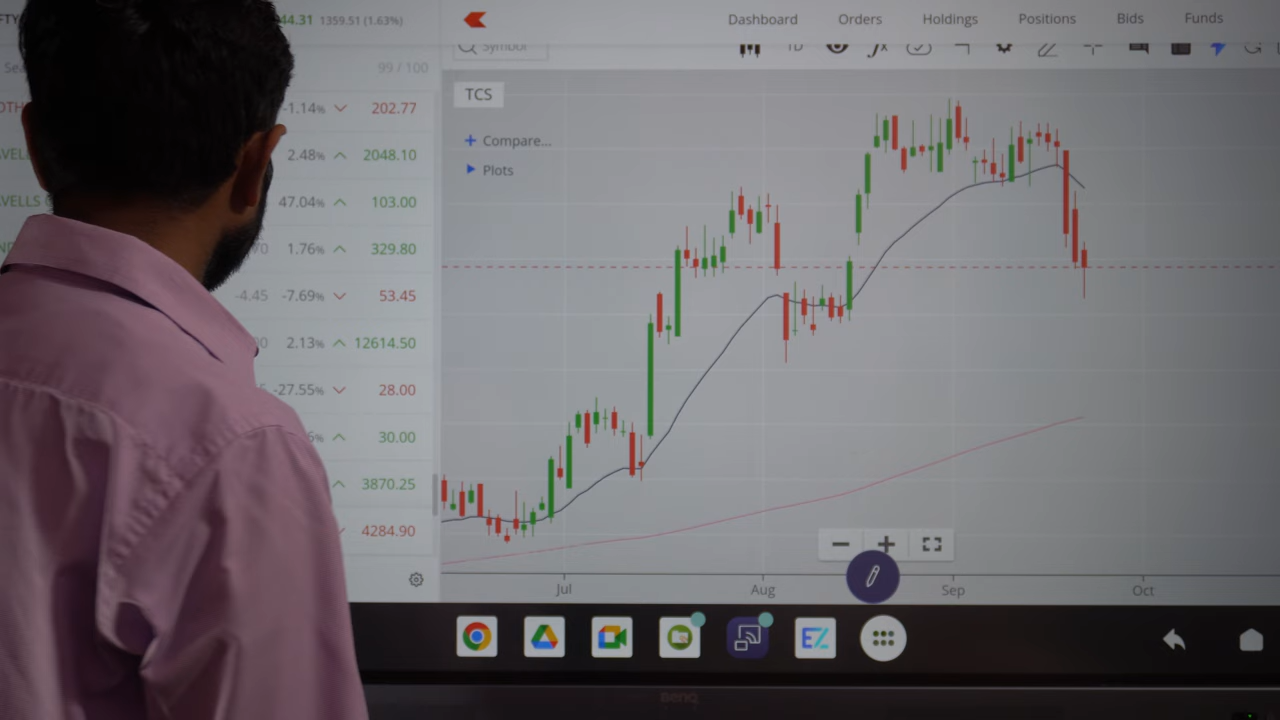 44.31 1359.51 (1.63%)
Dashboard Orders Holdings Positions Bids Funds
Symbol 1D
99 / 100
TCS
-1.14% 202.77
Compare...
2.48% 2048.10
Plots
47.04% 103.00
1.76% 329.80
-4.45 -7.69% 53.45
2.13% 12614.50
-27.55% 28.00
30.00
3870.25
4284.90
Jul Aug Sep Oct
EZ
BenQ